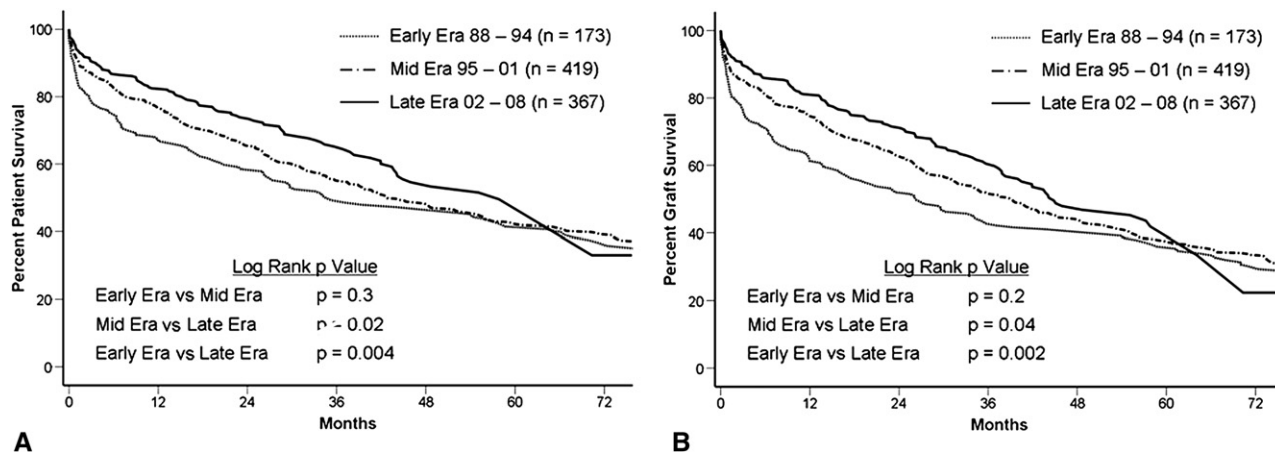 A
Percent Patient Survival
100
80
60
40
20
0
0 12 24 36 48 60 72
Months
Early Era 88 – 94 (n = 173)
Mid Era 95 – 01 (n = 419)
Late Era 02 – 08 (n = 367)
Log Rank p Value
Early Era vs Mid Era p = 0.3
Mid Era vs Late Era p 0.02
Early Era vs Late Era p = 0.004
B
Percent Graft Survival
100
80
60
40
20
0
0 12 24 36 48 60 72
Months
Early Era 88 – 94 (n = 173)
Mid Era 95 – 01 (n = 419)
Late Era 02 – 08 (n = 367)
Log Rank p Value
Early Era vs Mid Era p = 0.2
Mid Era vs Late Era p = 0.04
Early Era vs Late Era p = 0.002